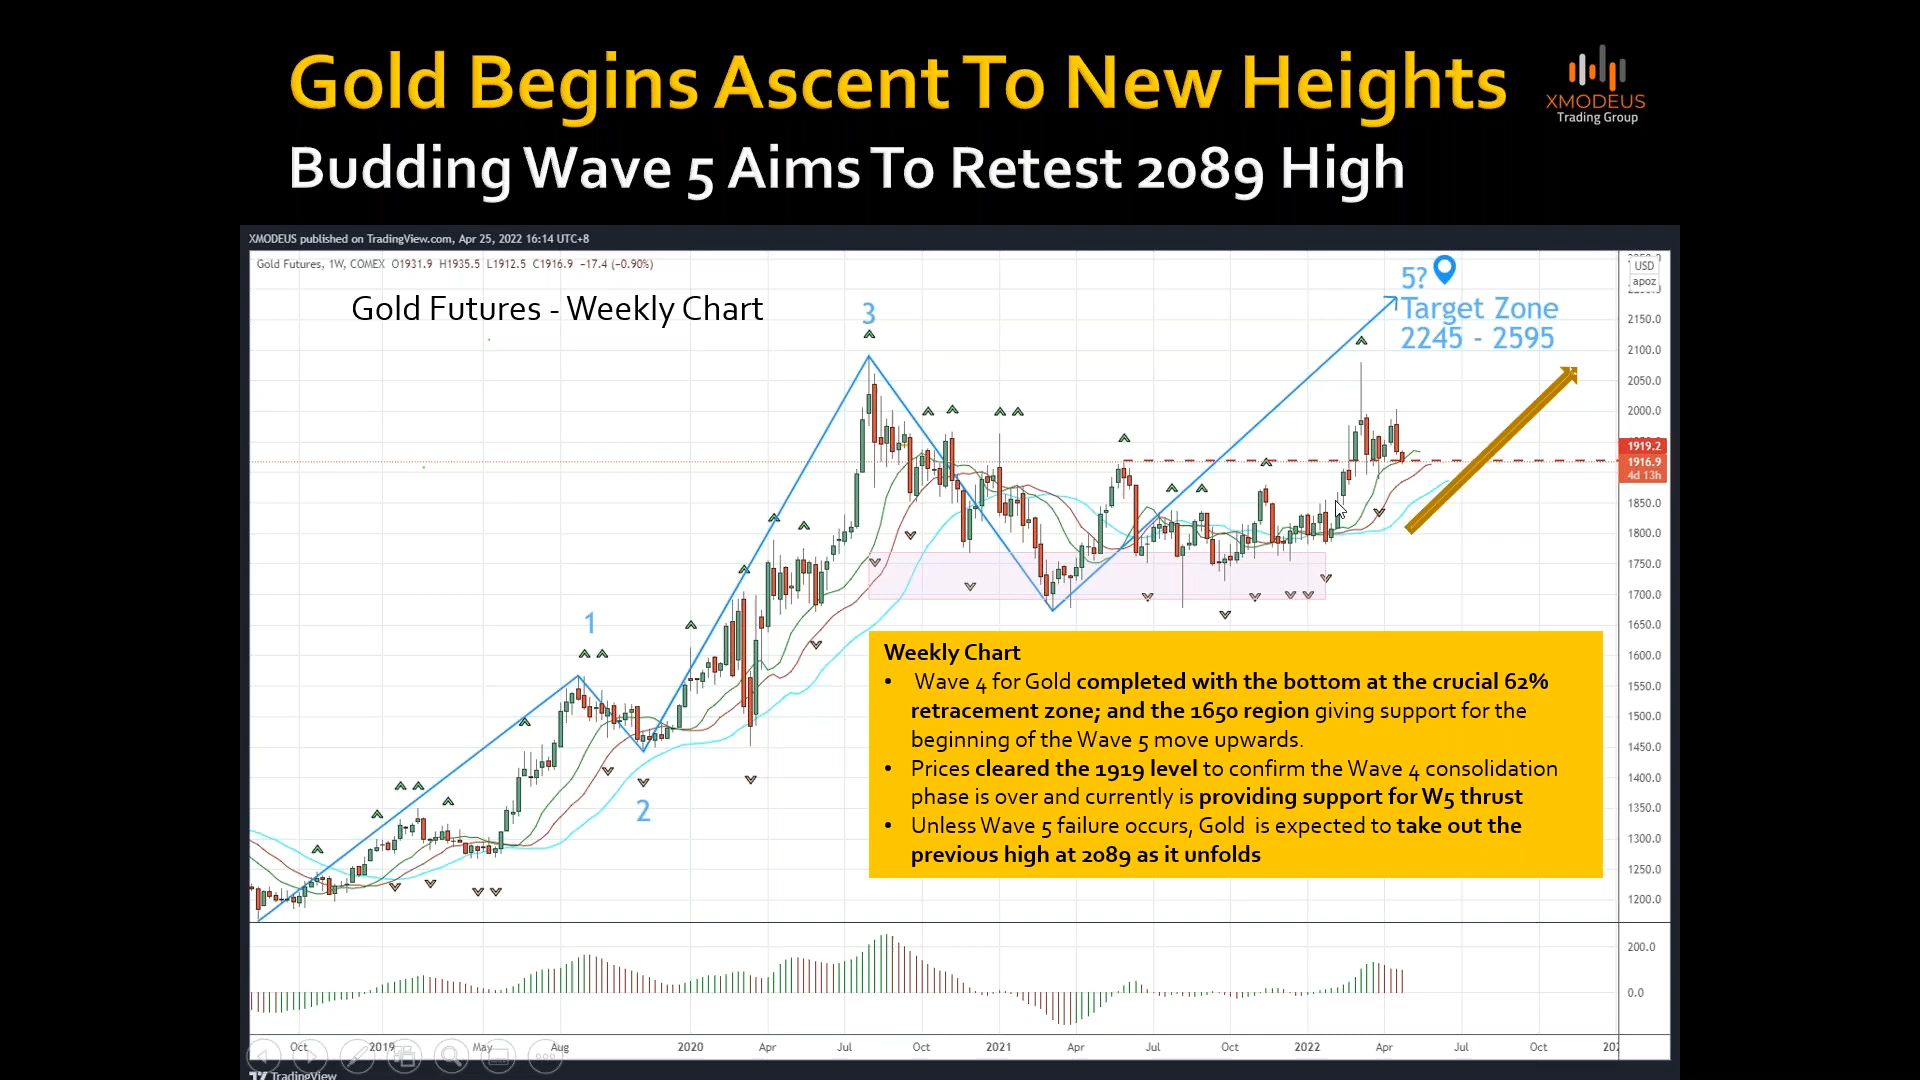 Gold Begins Ascent To New Heights
XMODEUS
Trading Group
Budding Wave 5 Aims To Retest 2089 High
XMODEUS published on TradingView.com, Apr 25, 2022 16:14 UTC+8
Gold Futures, 1W, COMEX O1931.9 H1935.5 L1912.5 C1916.9 −17.4 (−0.90%)
Gold Futures - Weekly Chart
USD
apoz
5?
Target Zone
2245 - 2595
3
1
2
2150.0
2100.0
2050.0
2000.0
1919.2
1916.9
4d 13h
1850.0
1800.0
1750.0
1700.0
1650.0
1600.0
1550.0
1500.0
1450.0
1400.0
1350.0
1300.0
1250.0
1200.0
200.0
0.0
Weekly Chart
• Wave 4 for Gold completed with the bottom at the crucial 62%
retracement zone; and the 1650 region giving support for the
beginning of the Wave 5 move upwards.
• Prices cleared the 1919 level to confirm the Wave 4 consolidation
phase is over and currently is providing support for W5 thrust
• Unless Wave 5 failure occurs, Gold is expected to take out the
previous high at 2089 as it unfolds
Oct 2019 May Aug 2020 Apr Jul Oct 2021 Apr Jul Oct 2022 Apr Jul Oct
TradingView